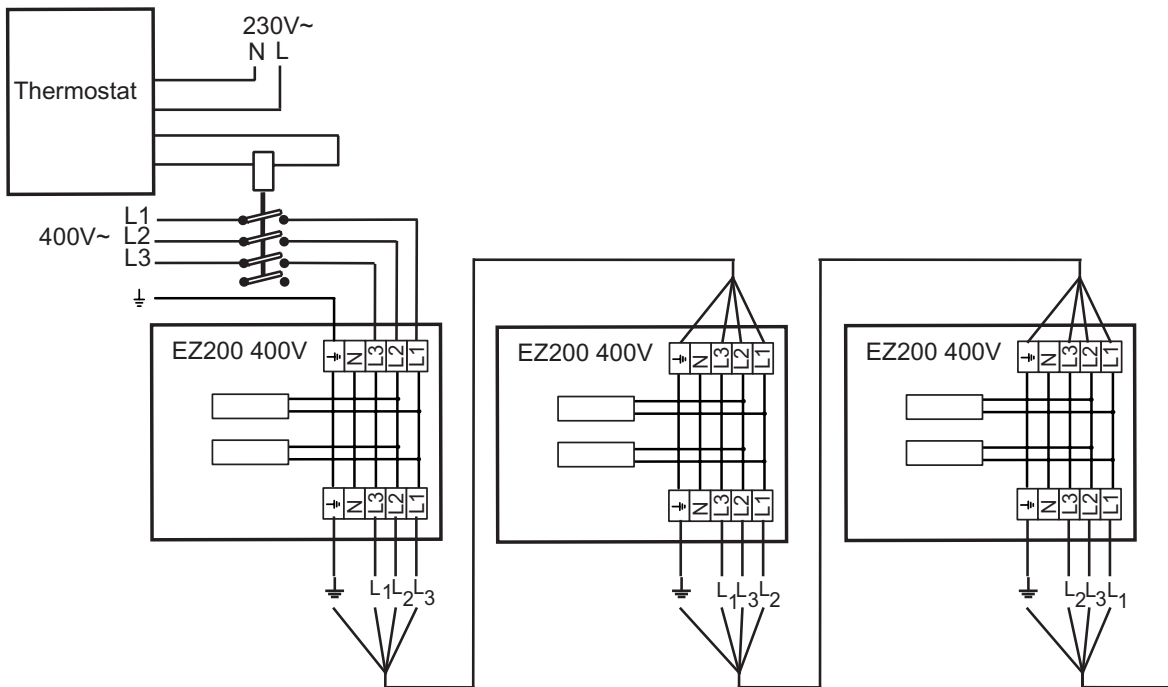 230V~
N L
Thermostat
L1
400V~ L2
L3
EZ200 400V
N L3 L2 L1
N L3 L2 L1
L1 L2 L3
EZ200 400V
N L3 L2 L1
N L3 L2 L1
L1 L3 L2
EZ200 400V
N L3 L2 L1
N L3 L2 L1
L2 L3 L1